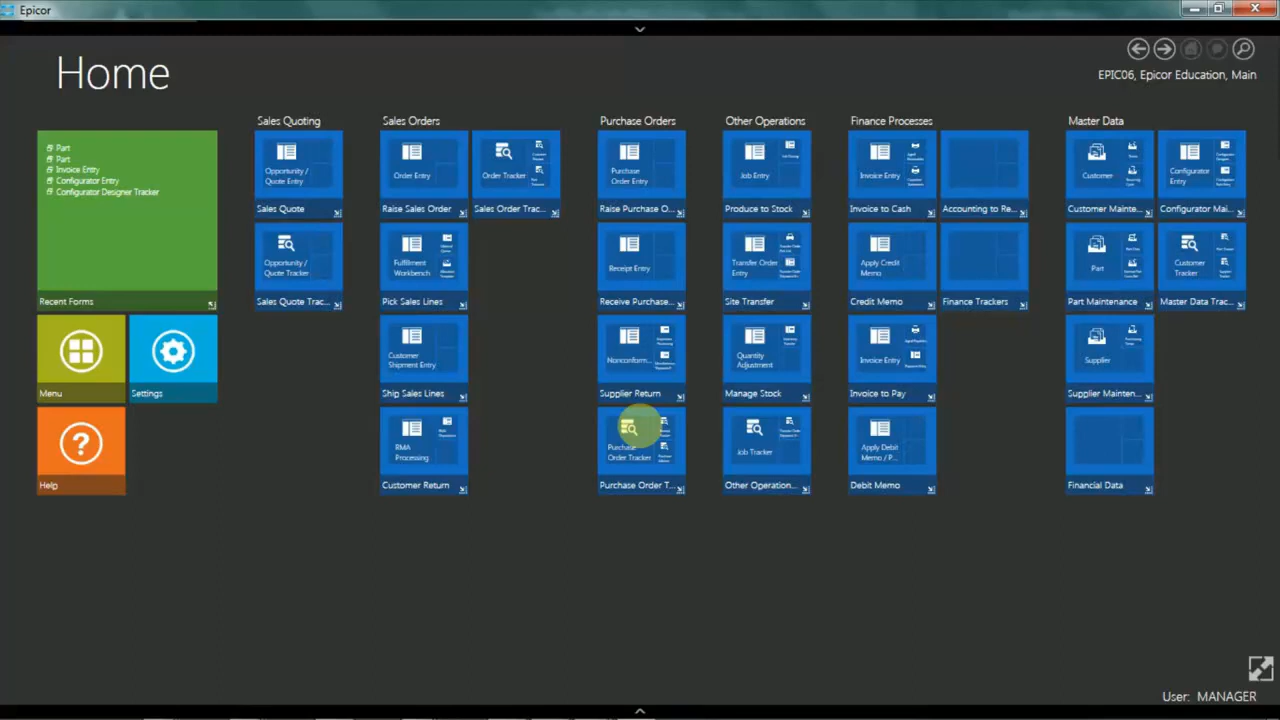 Epicor
Home
EPIC06, Epicor Education, Main
Part
Part
Invoice Entry
Configurator Entry
Configurator Designer Tracker
Recent Forms
Menu
Settings
Help
Sales Quoting
Opportunity /
Quote Entry
Sales Quote
Opportunity /
Quote Tracker
Sales Quote Trac...
Sales Orders
Order Entry
Raise Sales Order
Order Tracker
Sales Order Trac...
Fulfillment
Workbench
Pick Sales Lines
Customer
Shipment Entry
Ship Sales Lines
RMA
Processing
Customer Return
Purchase Orders
Purchase
Order Entry
Raise Purchase O...
Receipt Entry
Receive Purchase...
Nonconform...
Supplier Return
Purchase
Order Tracker
Purchase Order T...
Other Operations
Job Entry
Produce to Stock
Transfer Order
Entry
Site Transfer
Quantity
Adjustment
Manage Stock
Job Tracker
Other Operation...
Finance Processes
Invoice Entry
Invoice to Cash
Accounting to Re...
Apply Credit
Memo
Credit Memo
Finance Trackers
Invoice Entry
Invoice to Pay
Apply Debit
Memo / P...
Debit Memo
Master Data
Customer
Customer Mainte...
Configurator
Entry
Configurator Mai...
Part
Part Maintenance
Customer
Tracker
Master Data Trac...
Supplier
Supplier Mainten...
Financial Data
User: MANAGER